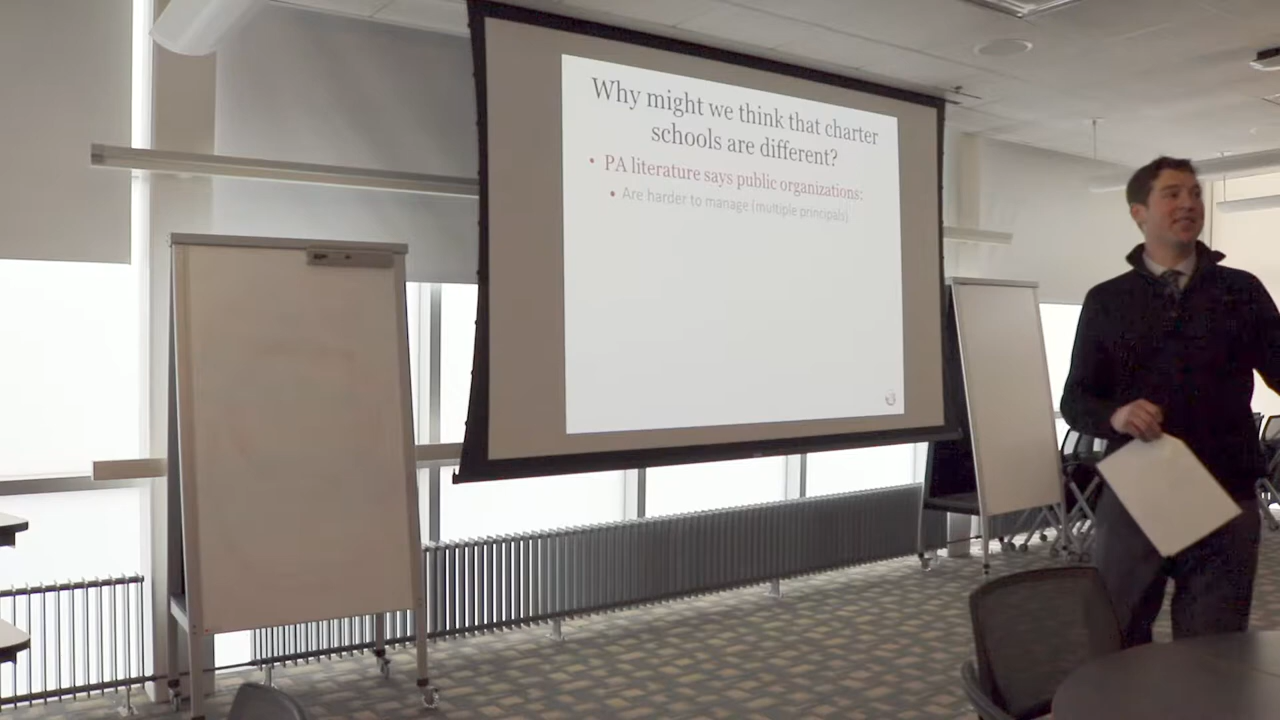 Why might we think that charter
schools are different?
• PA literature says public organizations:
• Are harder to manage (multiple principals)